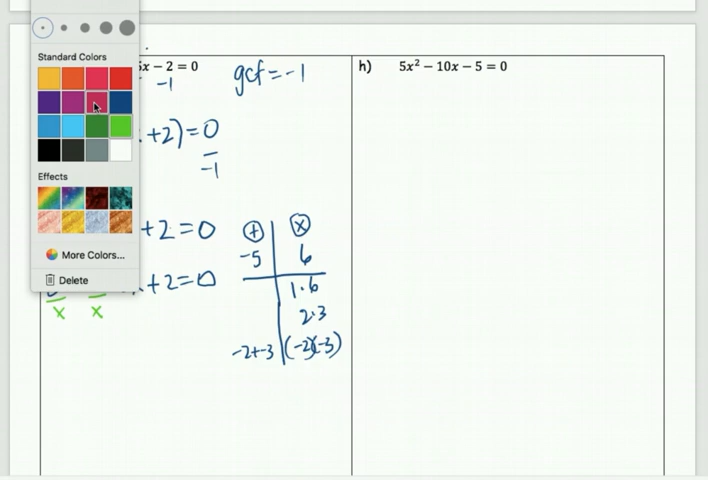 Standard Colors
Effects
More Colors...
Delete
5x − 2 = 0
−1
gcf = −1
+2) = 0
−1
+2 = 0
+2 = 0
x x
+ x
−5 6
1·6
2·3
−2+−3 (−2)(−3)
h) 5x² − 10x − 5 = 0